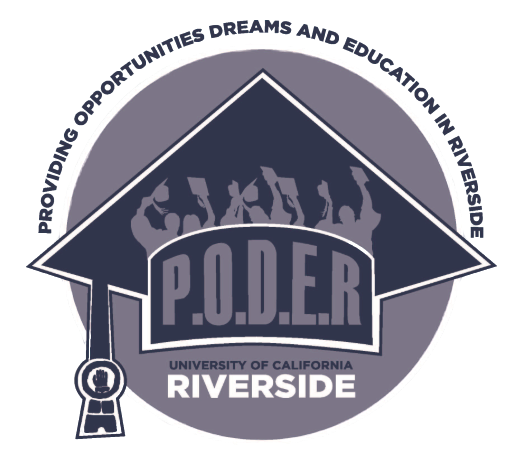 PROVIDING OPPORTUNITIES DREAMS AND EDUCATION IN RIVERSIDE
P.O.D.E.R
UNIVERSITY OF CALIFORNIA
RIVERSIDE